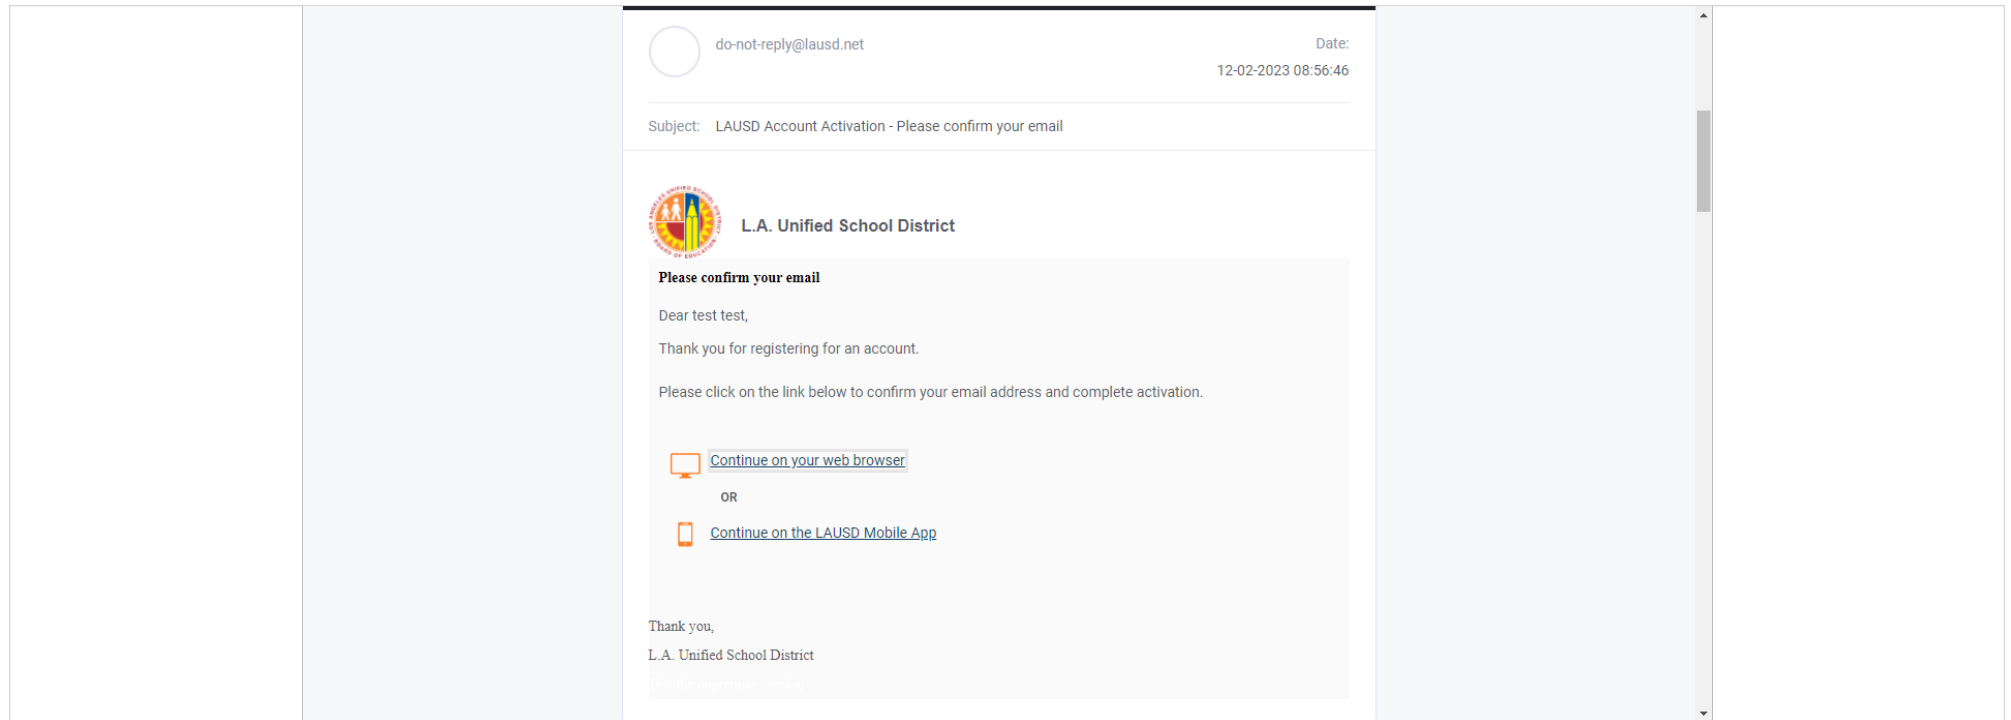 do-not-reply@lausd.net
Date:
12-02-2023 08:56:46
Subject: LAUSD Account Activation - Please confirm your email
L.A. Unified School District
Please confirm your email
Dear test test,
Thank you for registering for an account.
Please click on the link below to confirm your email address and complete activation.
Continue on your web browser
OR
Continue on the LAUSD Mobile App
Thank you,
L.A. Unified School District